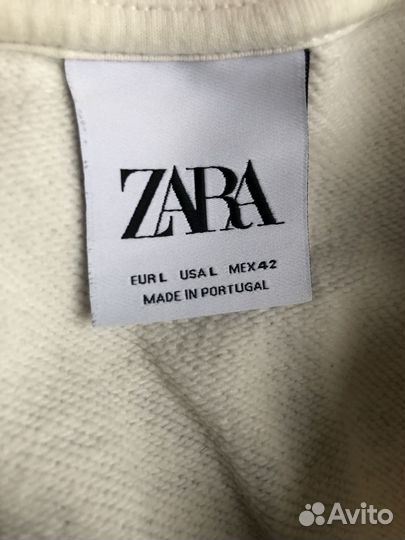 ZARA
EUR L USA L MEX 42
MADE IN PORTUGAL
Avito